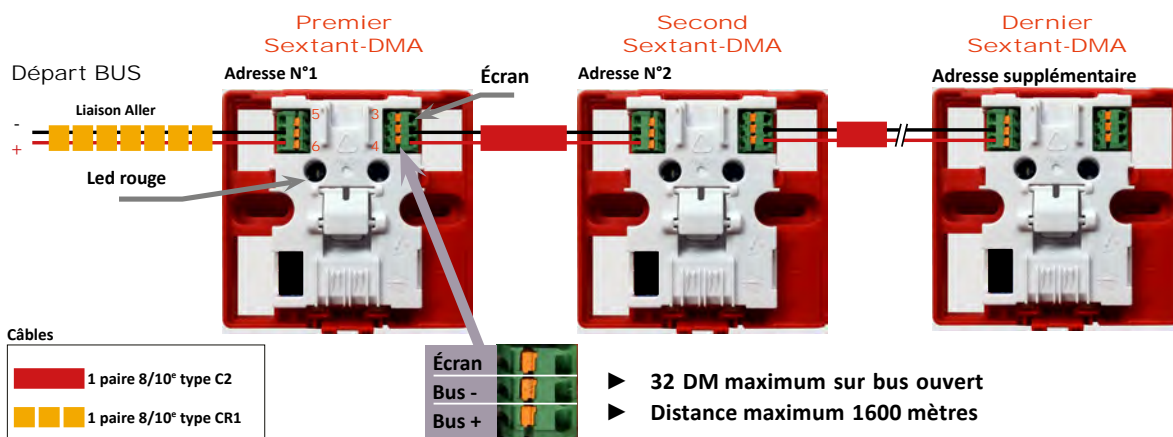 Premier
Sextant-DMA
Second
Sextant-DMA
Dernier
Sextant-DMA
Départ BUS
Adresse N°1
Écran
Adresse N°2
Adresse supplémentaire
Liaison Aller
-
+
5
3
6
4
Led rouge
Câbles
1 paire 8/10e type C2
1 paire 8/10e type CR1
Écran
Bus -
Bus +
► 32 DM maximum sur bus ouvert
► Distance maximum 1600 mètres